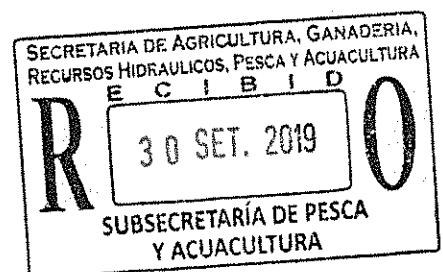 SECRETARIA DE AGRICULTURA, GANADERIA,
RECURSOS HIDRAULICOS, PESCA Y ACUACULTURA
R E C I B I D O
30 SET. 2019
SUBSECRETARÍA DE PESCA
Y ACUACULTURA